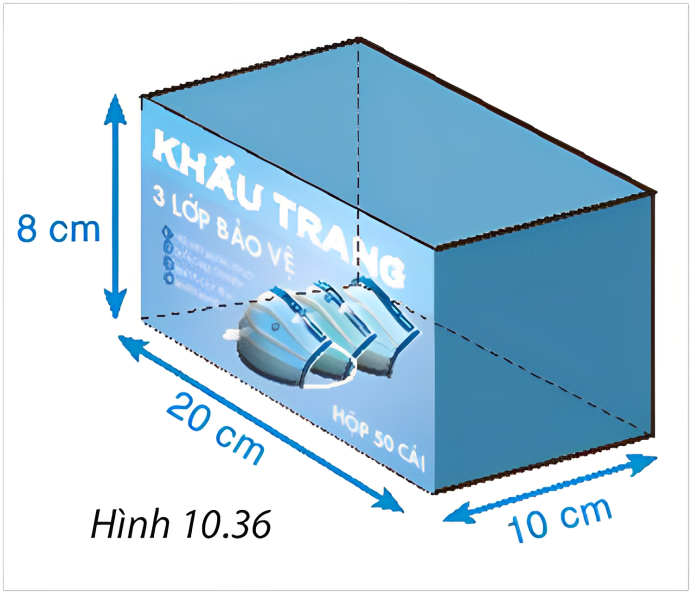 KHẨU TRANG
3 LỚP BẢO VỆ
8 cm
20 cm
HỘP 50 CÁI
10 cm
Hình 10.36